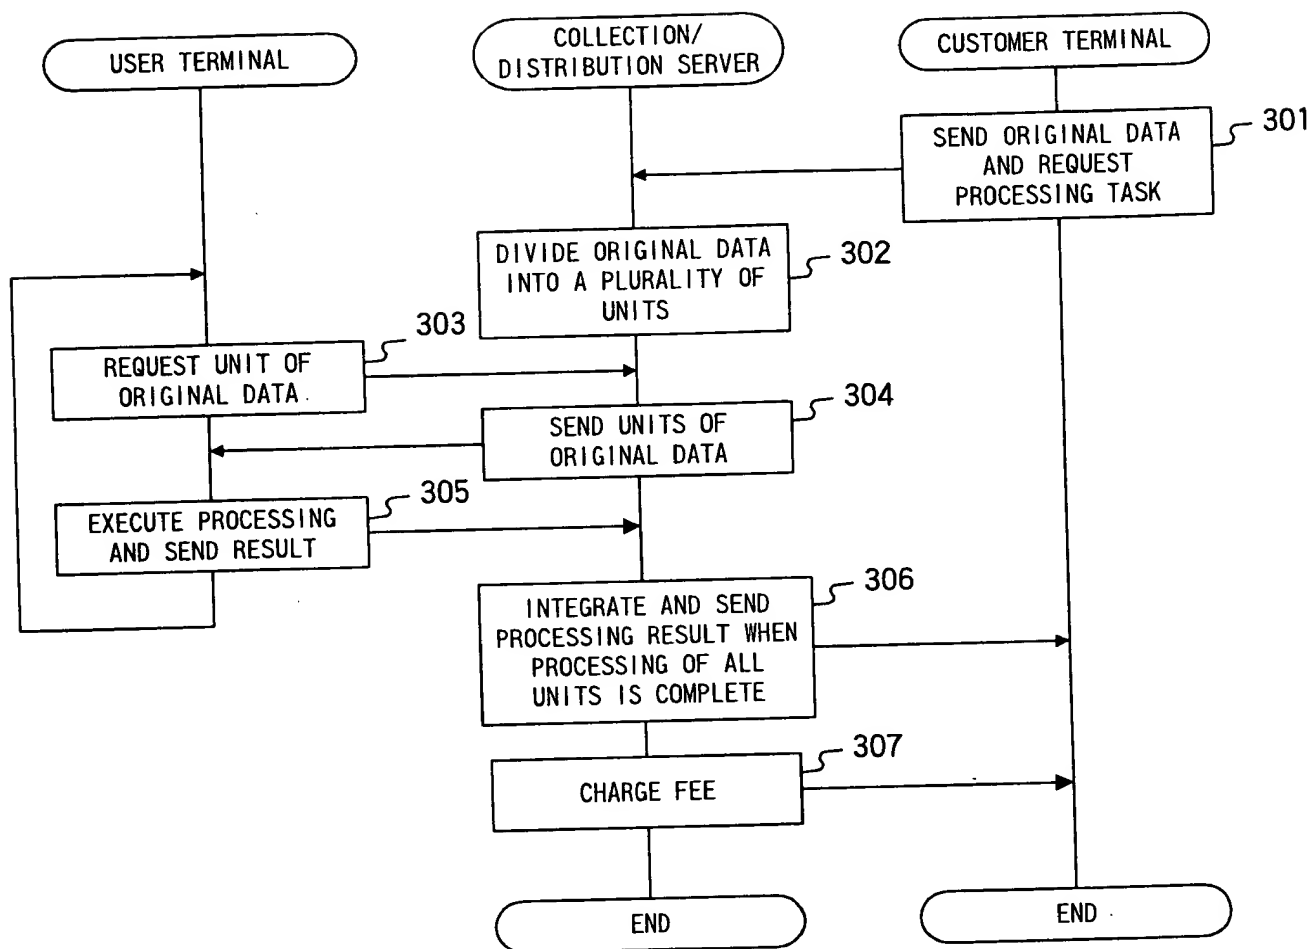 USER TERMINAL
COLLECTION/
DISTRIBUTION SERVER
CUSTOMER TERMINAL
SEND ORIGINAL DATA
AND REQUEST
PROCESSING TASK
301
DIVIDE ORIGINAL DATA
INTO A PLURALITY OF
UNITS
302
REQUEST UNIT OF
ORIGINAL DATA
303
SEND UNITS OF
ORIGINAL DATA
304
EXECUTE PROCESSING
AND SEND RESULT
305
INTEGRATE AND SEND
PROCESSING RESULT WHEN
PROCESSING OF ALL
UNITS IS COMPLETE
306
CHARGE FEE
307
END
END